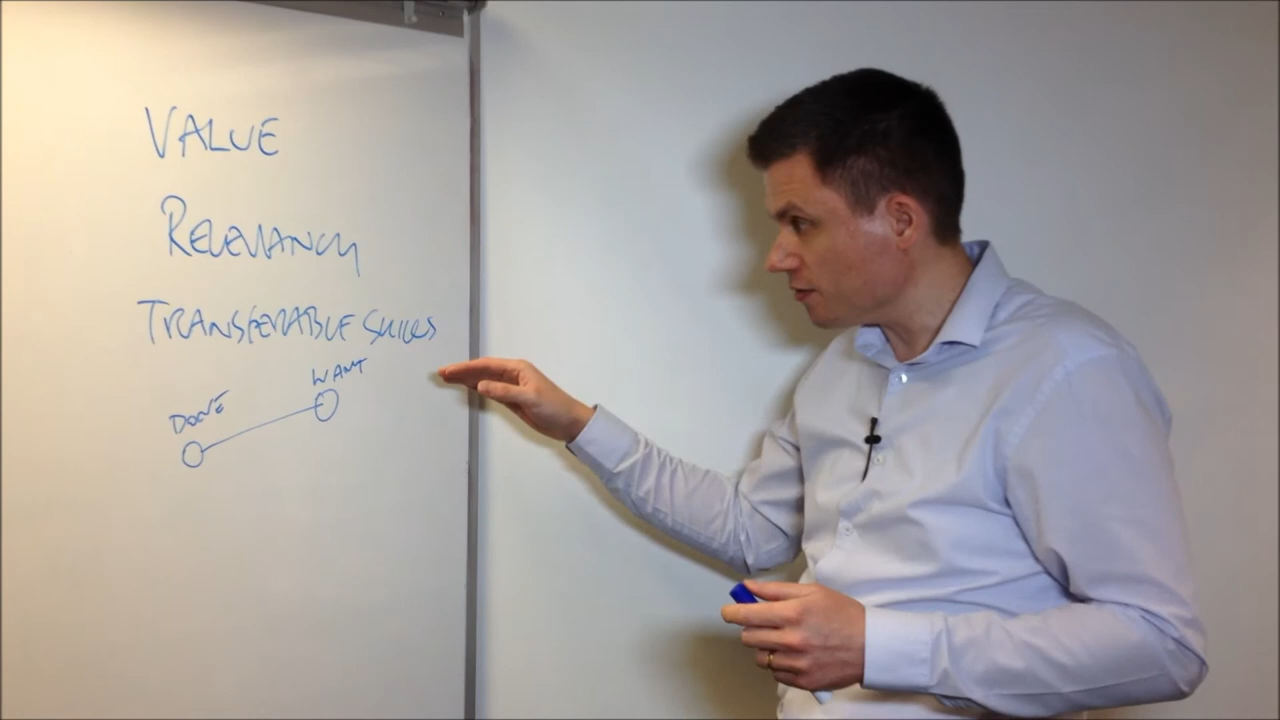 VALUE
RELEVANCY
TRANSFERABLE SKILLS
WANT
DONE